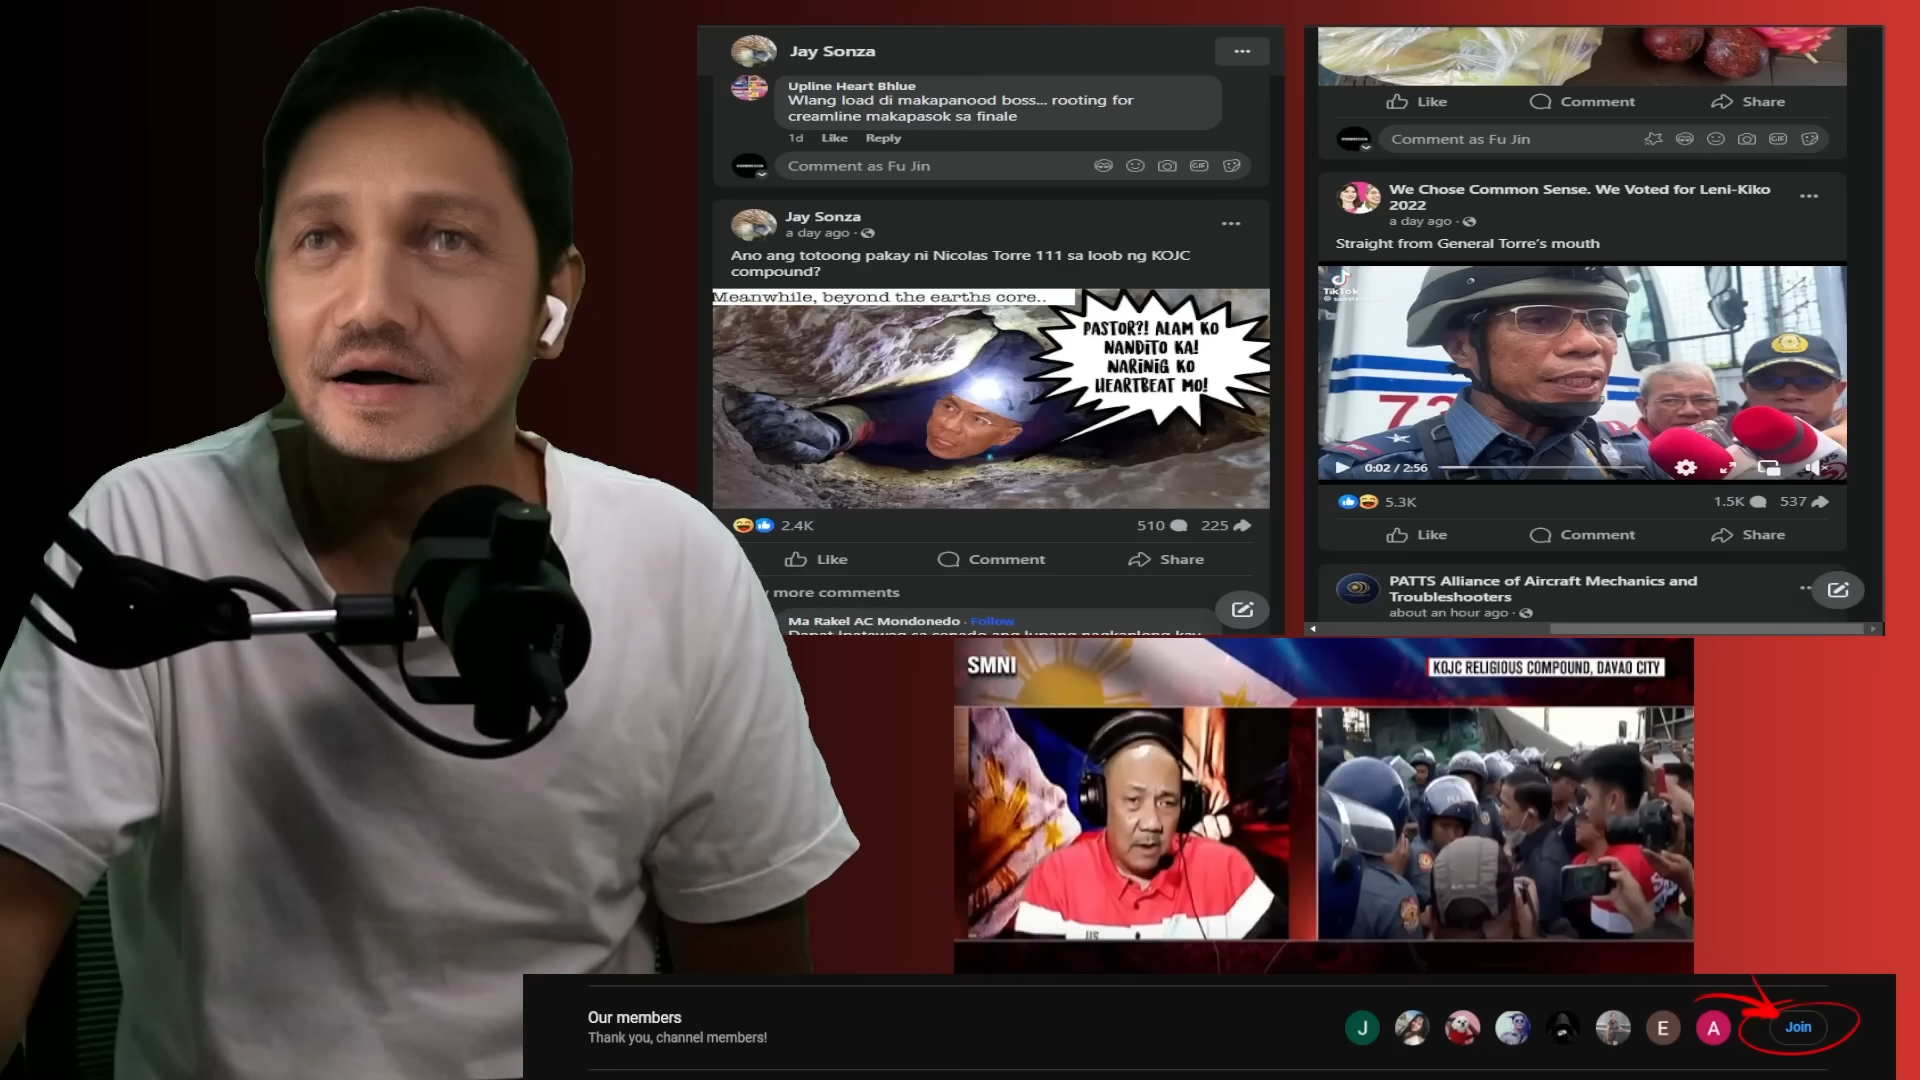 Jay Sonza
Upline Heart Bhlue
Wlang load di makapanood boss... rooting for
creamline makapasok sa finale
1d Like Reply
Comment as Fu Jin
GIF
Jay Sonza
a day ago ·
Ano ang totoong pakay ni Nicolas Torre 111 sa loob ng KOJC
compound?
Meanwhile, beyond the earths core..
PASTOR?! ALAM KO
NANDITO KA!
NARINIG KO
HEARTBEAT MO!
2.4K
510 225
Like Comment Share
more comments
Ma Rakel AC Mondonedo · Follow
Like Comment Share
Comment as Fu Jin
GIF
We Chose Common Sense. We Voted for Leni-Kiko
2022
a day ago ·
Straight from General Torre's mouth
TikTok
73
0:02 / 2:56
5.3K
1.5K 537
Like Comment Share
PATTS Alliance of Aircraft Mechanics and
Troubleshooters
about an hour ago ·
SMNI
KOJC RELIGIOUS COMPOUND, DAVAO CITY
US
Our members
Thank you, channel members!
J
E
A
Join